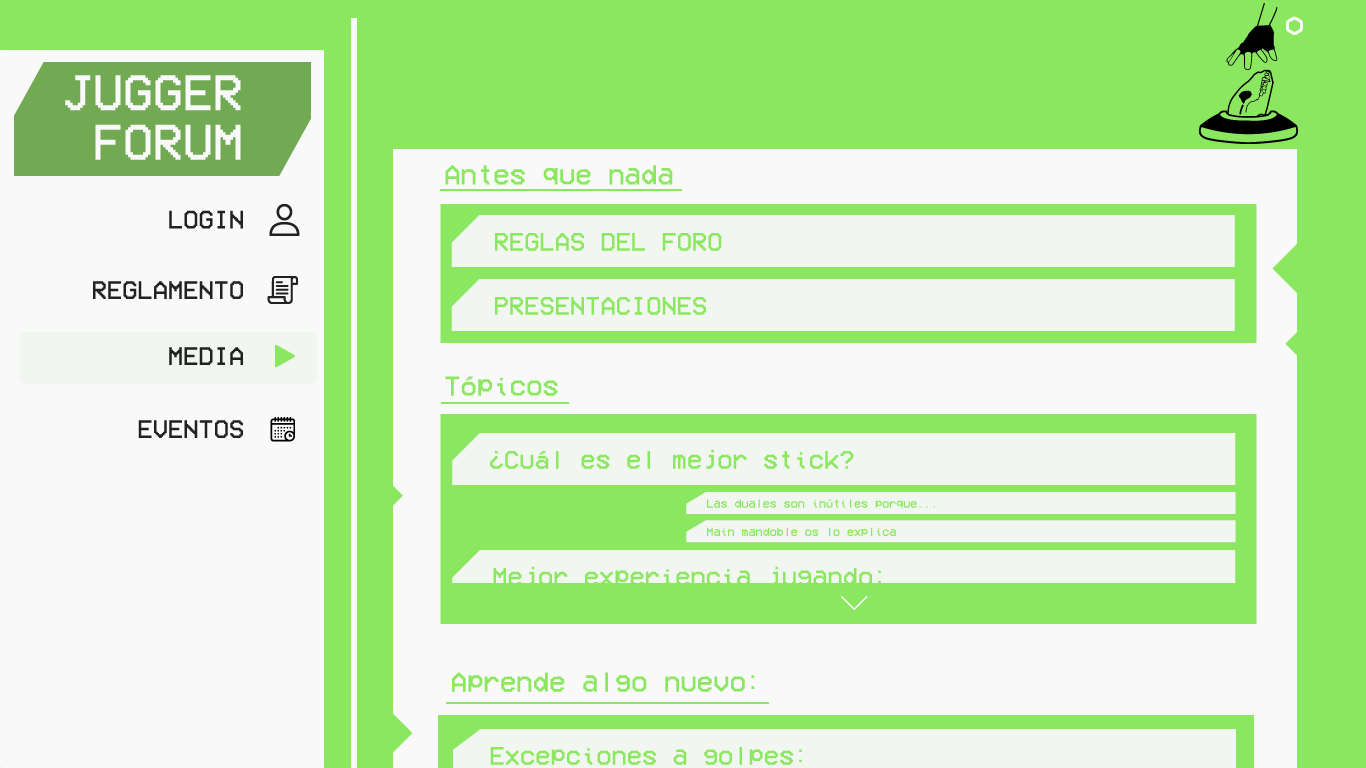 JUGGER
FORUM
LOGIN
REGLAMENTO
MEDIA
EVENTOS
Antes que nada
REGLAS DEL FORO
PRESENTACIONES
Tópicos
¿Cuál es el mejor stick?
Las duales son inútiles porque...
Main mandoble os lo explica
Mejor experiencia jugando:
Aprende algo nuevo:
Excepciones a golpes: